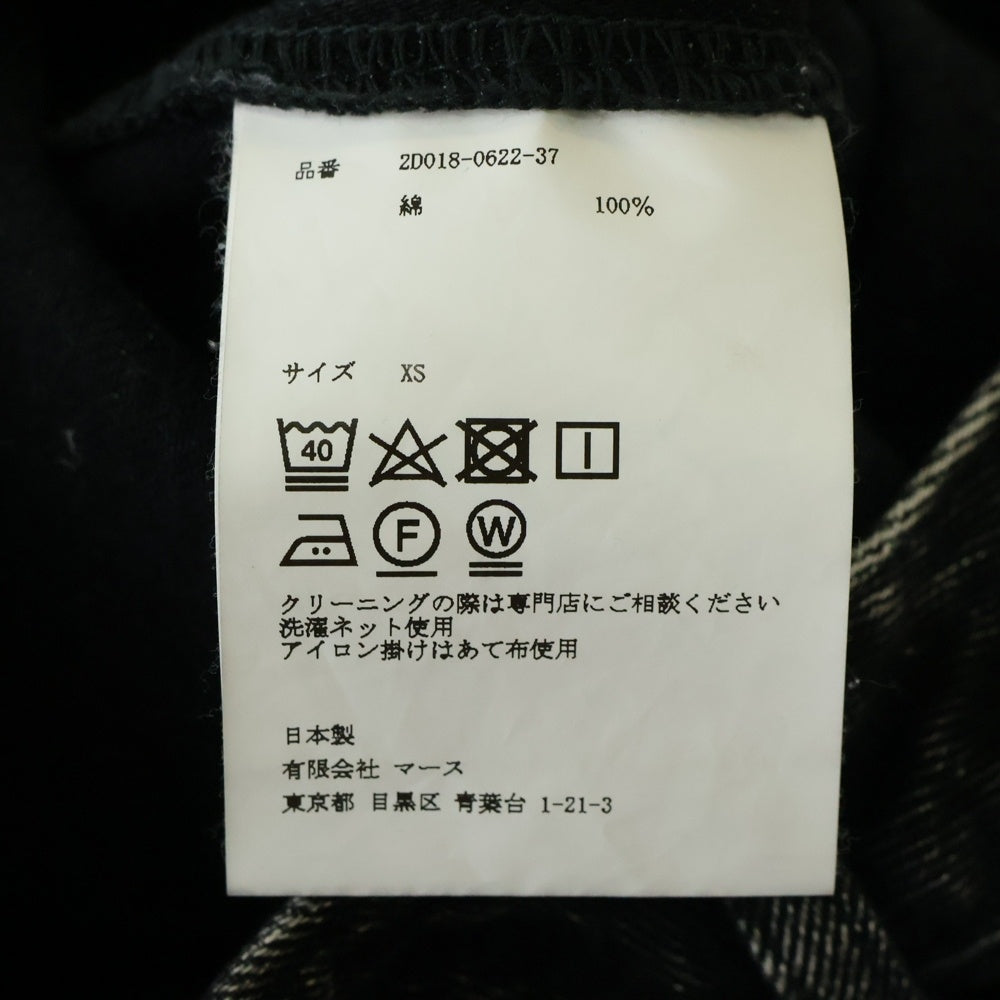 品番 2D018-0622-37
綿 100%
サイズ XS
40
F W
クリーニングの際は専門店にご相談ください
洗濯ネット使用
アイロン掛けはあて布使用
日本製
有限会社 マース
東京都 目黒区 青葉台 1-21-3